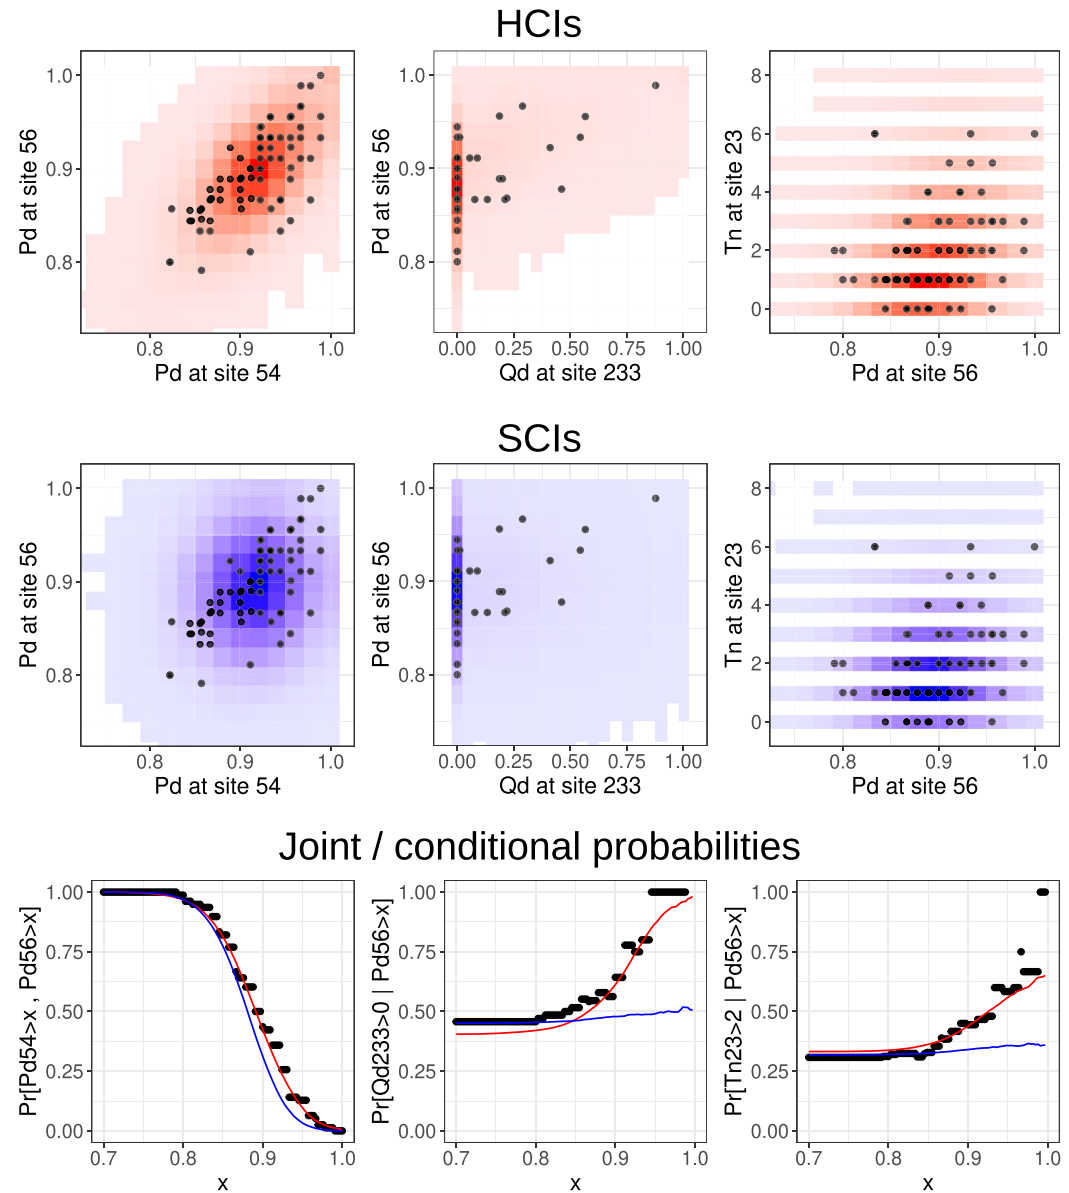 HCIs
Pd at site 56
1.0
0.9
0.8
0.8 0.9 1.0
Pd at site 54
Pd at site 56
1.0
0.9
0.8
0.00 0.25 0.50 0.75 1.00
Qd at site 233
Tn at site 23
8
6
4
2
0
0.8 0.9 1.0
Pd at site 56
SCIs
Pd at site 56
1.0
0.9
0.8
0.8 0.9 1.0
Pd at site 54
Pd at site 56
1.0
0.9
0.8
0.00 0.25 0.50 0.75 1.00
Qd at site 233
Tn at site 23
8
6
4
2
0
0.8 0.9 1.0
Pd at site 56
Joint / conditional probabilities
Pr[Pd54>x , Pd56>x]
1.00
0.75
0.50
0.25
0.00
0.7 0.8 0.9 1.0
x
Pr[Qd233>0 | Pd56>x]
1.00
0.75
0.50
0.25
0.00
0.7 0.8 0.9 1.0
x
Pr[Tn23>2 | Pd56>x]
1.00
0.75
0.50
0.25
0.00
0.7 0.8 0.9 1.0
x